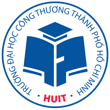 TRƯỜNG ĐẠI HỌC CÔNG THƯƠNG THÀNH PHỐ HỒ CHÍ MINH
HUIT